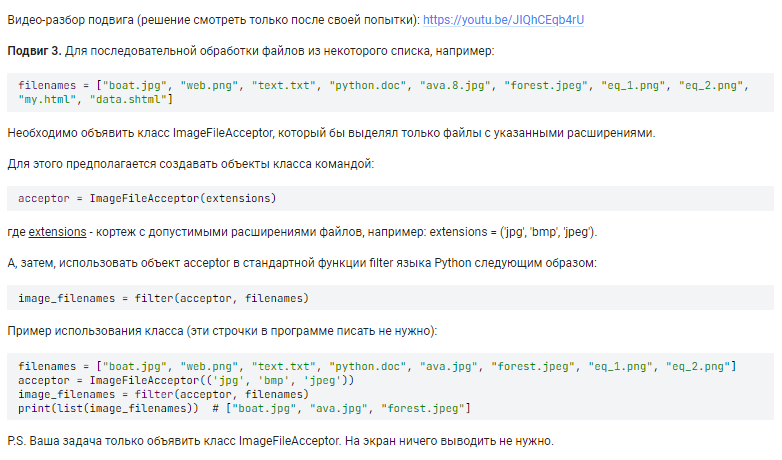 Видео-разбор подвига (решение смотреть только после своей попытки): https://youtu.be/JIQhCEqb4rU
Подвиг 3. Для последовательной обработки файлов из некоторого списка, например:
filenames = ["boat.jpg", "web.png", "text.txt", "python.doc", "ava.8.jpg", "forest.jpeg", "eq_1.png", "eq_2.png",
"my.html", "data.shtml"]
Необходимо объявить класс ImageFileAcceptor, который бы выделял только файлы с указанными расширениями.
Для этого предполагается создавать объекты класса командой:
acceptor = ImageFileAcceptor(extensions)
где extensions - кортеж с допустимыми расширениями файлов, например: extensions = ('jpg', 'bmp', 'jpeg').
А, затем, использовать объект acceptor в стандартной функции filter языка Python следующим образом:
image_filenames = filter(acceptor, filenames)
Пример использования класса (эти строчки в программе писать не нужно):
filenames = ["boat.jpg", "web.png", "text.txt", "python.doc", "ava.jpg", "forest.jpeg", "eq_1.png", "eq_2.png"]
acceptor = ImageFileAcceptor(('jpg', 'bmp', 'jpeg'))
image_filenames = filter(acceptor, filenames)
print(list(image_filenames))  # ["boat.jpg", "ava.jpg", "forest.jpeg"]
P.S. Ваша задача только объявить класс ImageFileAcceptor. На экран ничего выводить не нужно.